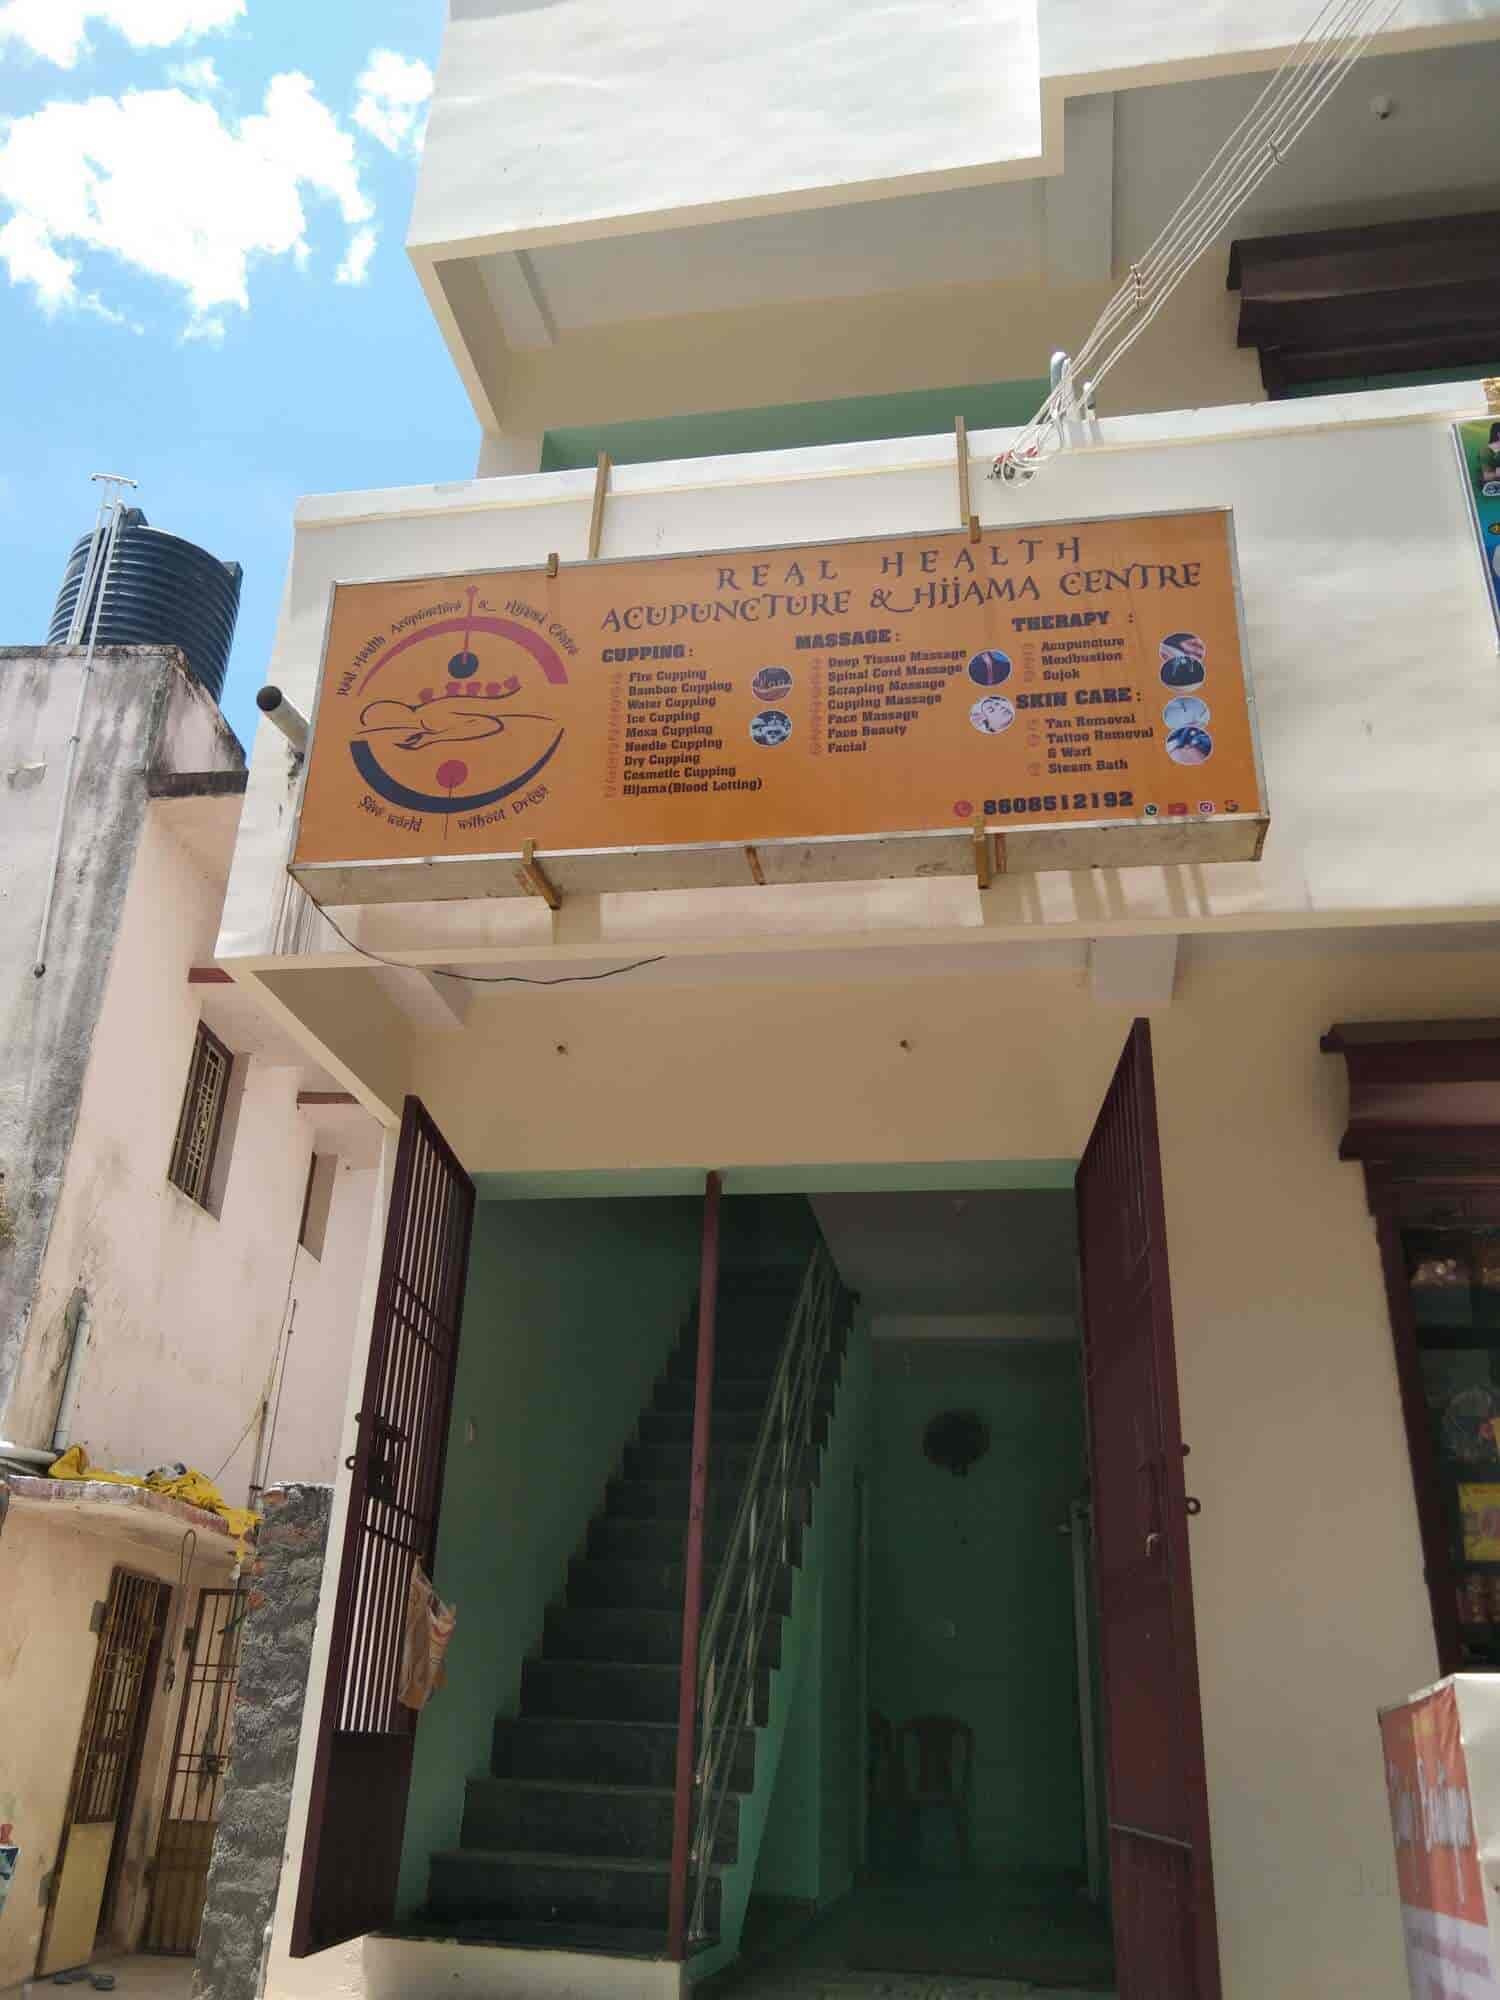 REAL HEALTH
ACUPUNCTURE & HIJAMA CENTRE
Real Health Acupuncture & Hijama Centre
Save world without Drugs
CUPPING :
Fire Cupping
Bamboo Cupping
Water Cupping
Ice Cupping
Moxa Cupping
Needle Cupping
Dry Cupping
Cosmetic Cupping
Hijama(Blood Letting)
MASSAGE :
Deep Tissue Massage
Spinal Cord Massage
Scraping Massage
Cupping Massage
Face Massage
Face Beauty
Facial
THERAPY :
Acupuncture
Moxibustion
Sujok
SKIN CARE :
Tan Removal
Tattoo Removal
& Wart
Steam Bath
8608512192